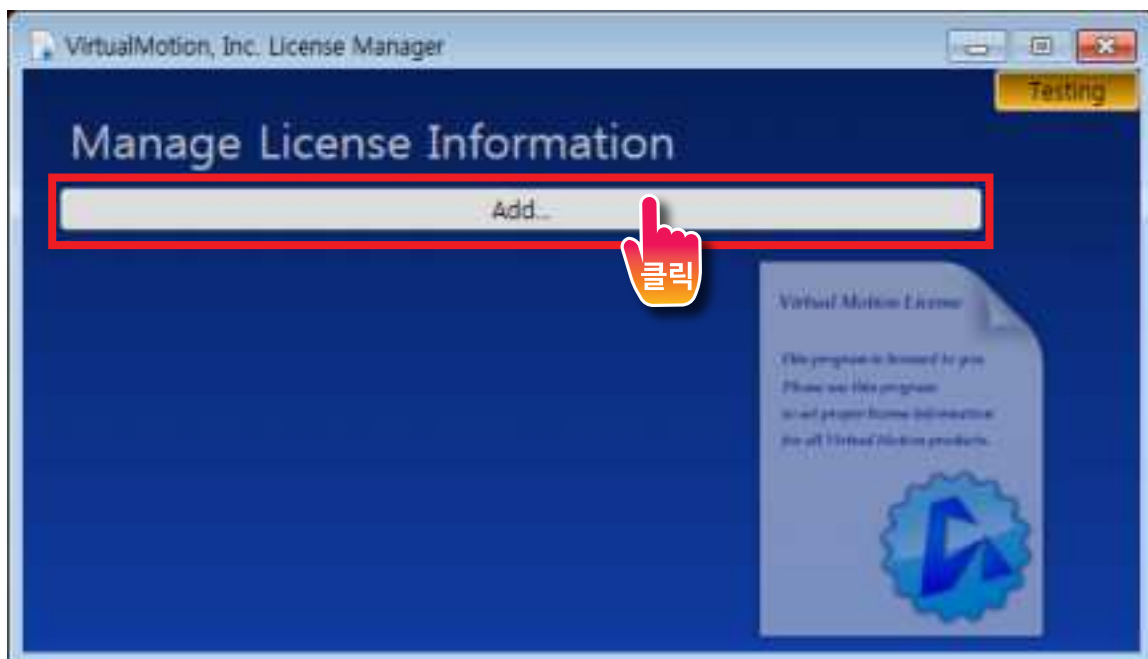 VirtualMotion, Inc. License Manager
Testing
Manage License Information
Add...
클릭
Virtual Motion License
This program is licensed to you
Please use this program
to set proper license information
for all Virtual Motion products.